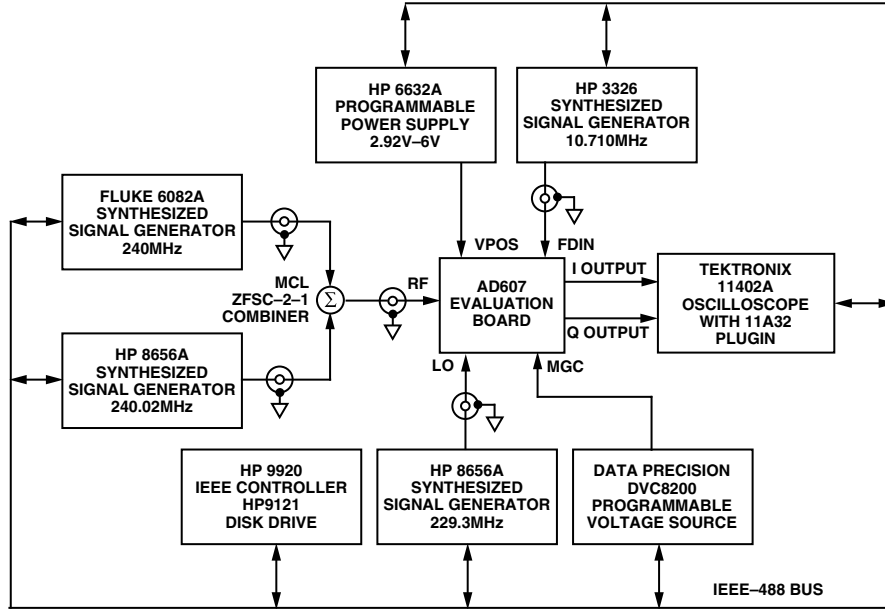 HP 6632A
PROGRAMMABLE
POWER SUPPLY
2.92V–6V
HP 3326
SYNTHESIZED
SIGNAL GENERATOR
10.710MHz
FLUKE 6082A
SYNTHESIZED
SIGNAL GENERATOR
240MHz
VPOS
FDIN
MCL
ZFSC–2–1
COMBINER
Σ
RF
AD607
EVALUATION
BOARD
I OUTPUT
Q OUTPUT
TEKTRONIX
11402A
OSCILLOSCOPE
WITH 11A32
PLUGIN
HP 8656A
SYNTHESIZED
SIGNAL GENERATOR
240.02MHz
LO
MGC
HP 9920
IEEE CONTROLLER
HP9121
DISK DRIVE
HP 8656A
SYNTHESIZED
SIGNAL GENERATOR
229.3MHz
DATA PRECISION
DVC8200
PROGRAMMABLE
VOLTAGE SOURCE
IEEE–488 BUS